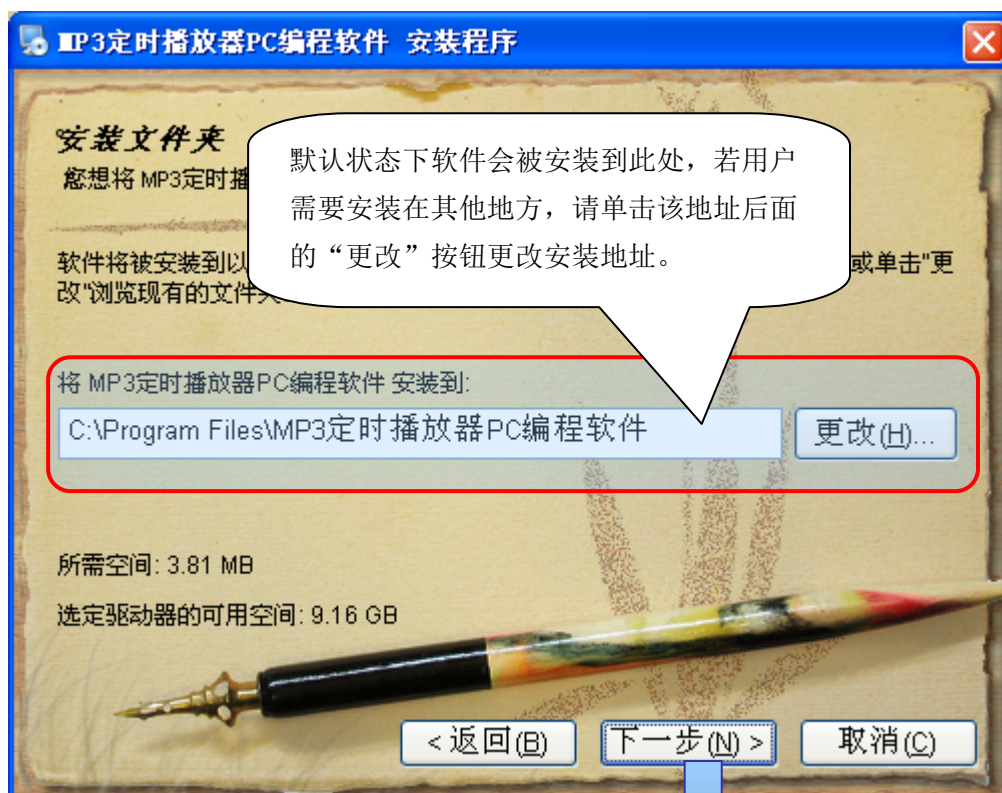 MP3定时播放器PC编程软件 安装程序
安装文件夹
您想将 MP3定时播
默认状态下软件会被安装到此处，若用户
需要安装在其他地方，请单击该地址后面
的“更改”按钮更改安装地址。
软件将被安装到以
或单击"更
改"浏览现有的文件夹
将 MP3定时播放器PC编程软件 安装到:
C:\Program Files\MP3定时播放器PC编程软件
更改(H)...
所需空间: 3.81 MB
选定驱动器的可用空间: 9.16 GB
< 返回(B)
下一步(N) >
取消(C)